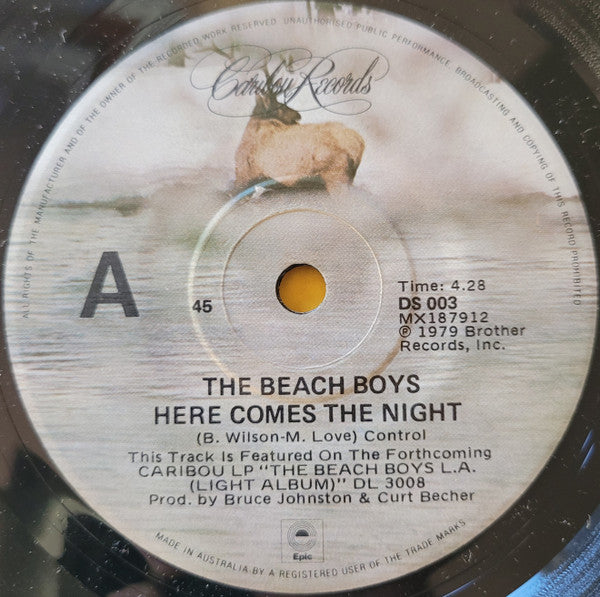 ALL RIGHTS OF THE MANUFACTURER AND OF THE OWNER OF THE RECORDED WORK RESERVED. UNAUTHORISED PUBLIC PERFORMANCE, BROADCASTING AND COPYING OF THIS RECORD PROHIBITED
Caribou Records
A
45
Time: 4.28
DS 003
MX187912
℗ 1979 Brother
Records, Inc.
THE BEACH BOYS
HERE COMES THE NIGHT
(B. Wilson-M. Love) Control
This Track Is Featured On The Forthcoming
CARIBOU LP "THE BEACH BOYS L.A.
(LIGHT ALBUM)" DL 3008
Prod. by Bruce Johnston & Curt Becher
Epic
MADE IN AUSTRALIA BY A REGISTERED USER OF THE TRADE MARKS